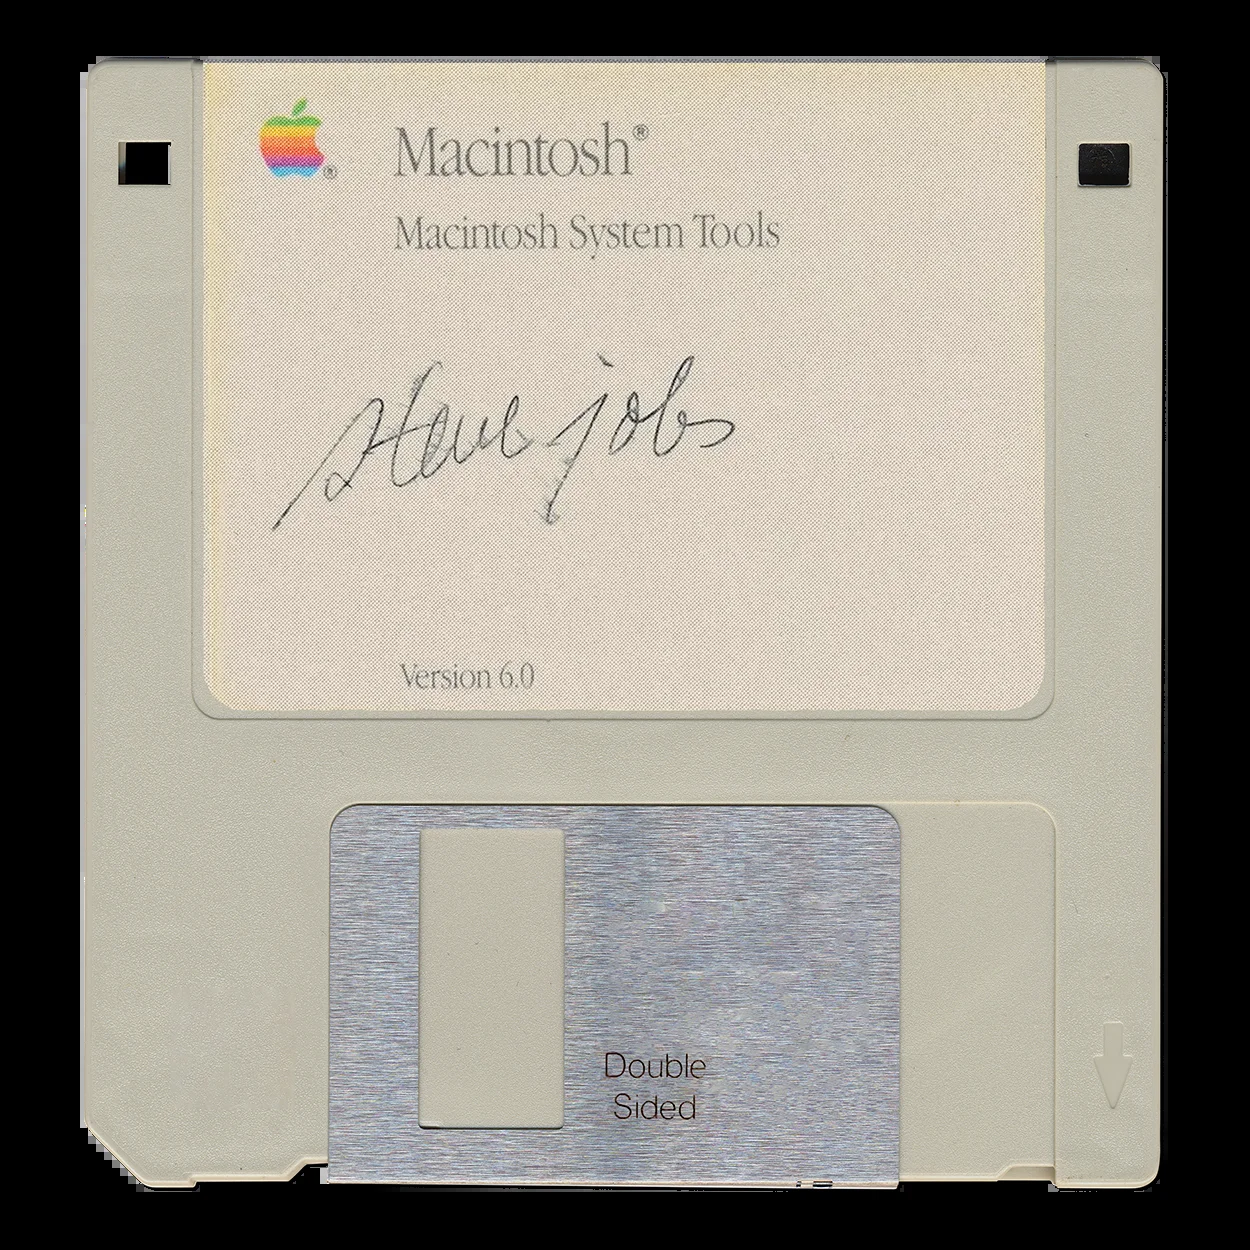 Macintosh®
Macintosh System Tools
steve jobs
Version 6.0
Double
Sided